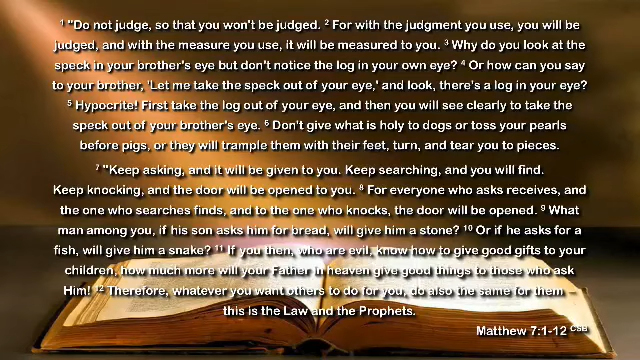 1 "Do not judge, so that you won't be judged. 2 For with the judgment you use, you will be
judged, and with the measure you use, it will be measured to you. 3 Why do you look at the
speck in your brother's eye but don't notice the log in your own eye? 4 Or how can you say
to your brother, 'Let me take the speck out of your eye,' and look, there's a log in your eye?
5 Hypocrite! First take the log out of your eye, and then you will see clearly to take the
speck out of your brother's eye. 6 Don't give what is holy to dogs or toss your pearls
before pigs, or they will trample them with their feet, turn, and tear you to pieces.
7 "Keep asking, and it will be given to you. Keep searching, and you will find.
Keep knocking, and the door will be opened to you. 8 For everyone who asks receives, and
the one who searches finds, and to the one who knocks, the door will be opened. 9 What
man among you, if his son asks him for bread, will give him a stone? 10 Or if he asks for a
fish, will give him a snake? 11 If you then, who are evil, know how to give good gifts to your
children, how much more will your Father in heaven give good things to those who ask
Him! 12 Therefore, whatever you want others to do for you, do also the same for them –
this is the Law and the Prophets.
Matthew 7:1-12 CSB